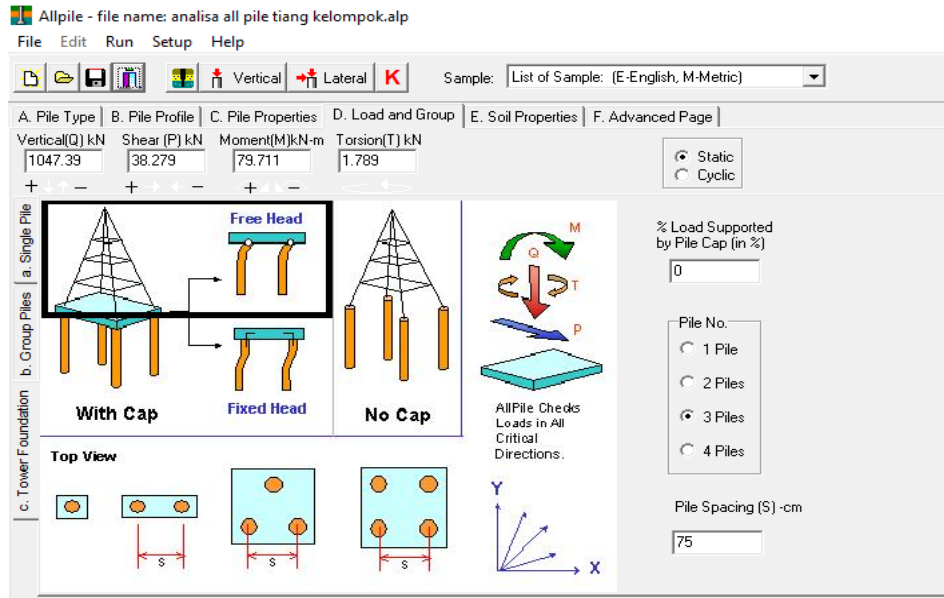 Allpile - file name: analisa all pile tiang kelompok.alp
File Edit Run Setup Help
Vertical Lateral K Sample: List of Sample: (E-English, M-Metric)
A. Pile Type B. Pile Profile C. Pile Properties D. Load and Group E. Soil Properties F. Advanced Page
Vertical(Q) kN Shear (P) kN Moment(M)kN-m Torsion(T) kN
1047.39 38.279 79.711 1.789
+ - + - + -
Static
Cyclic
a. Single Pile
b. Group Piles
c. Tower Foundation
Free Head
With Cap
Fixed Head
No Cap
M
Q
T
P
AllPile Checks
Loads in All
Critical
Directions.
Top View
S
S
S
Y
X
% Load Supported
by Pile Cap (in %)
0
Pile No.
1 Pile
2 Piles
3 Piles
4 Piles
Pile Spacing (S) -cm
75